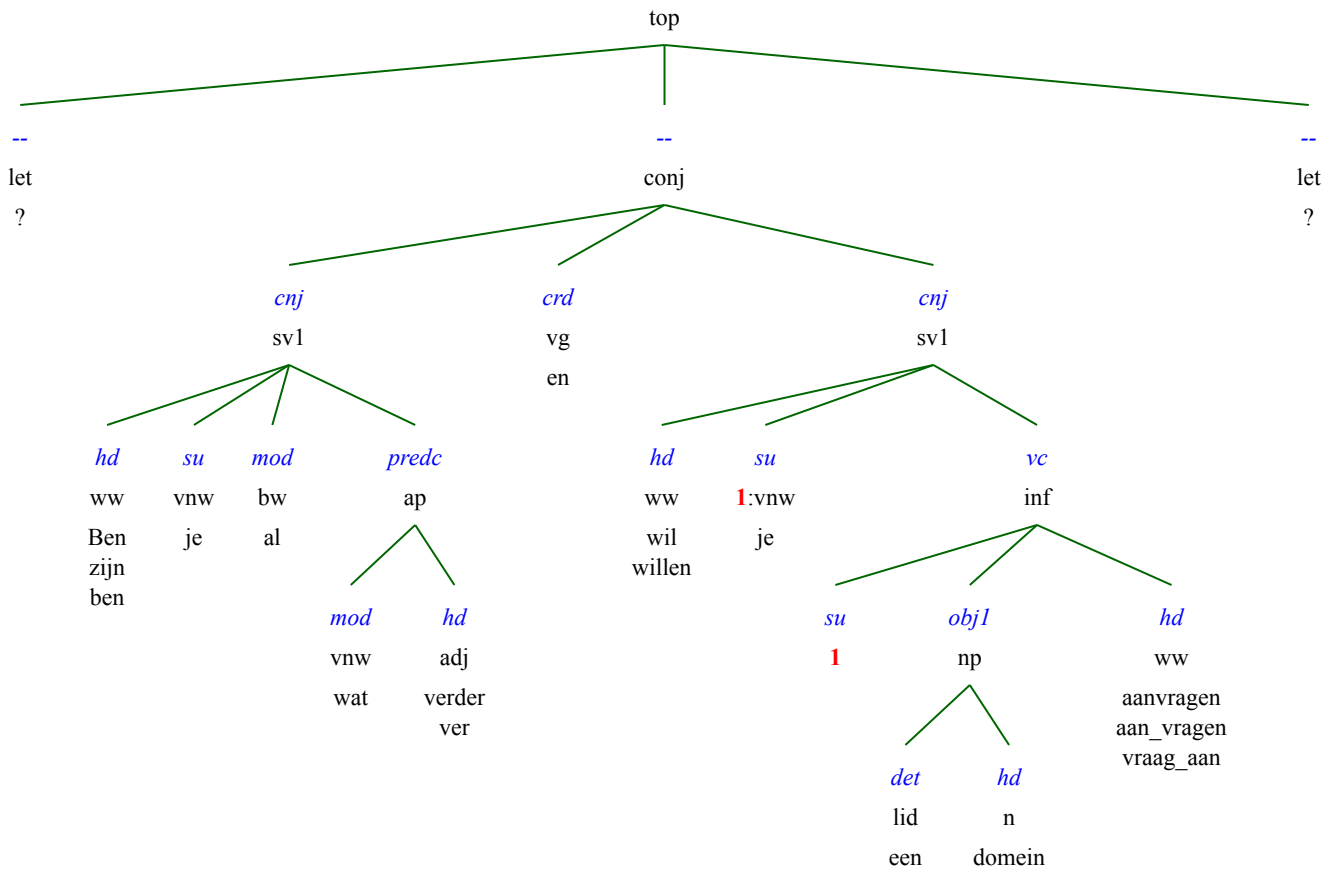 top
-- -- --
let conj let
? ?
cnj crd cnj
sv1 vg sv1
en
hd su mod predc hd su vc
ww vnw bw ap ww 1:vnw inf
Ben je al wil je
zijn willen
ben
mod hd su obj1 hd
vnw adj 1 np ww
wat verder aanvragen
ver aan_vragen
vraag_aan
det hd
lid n
een domein